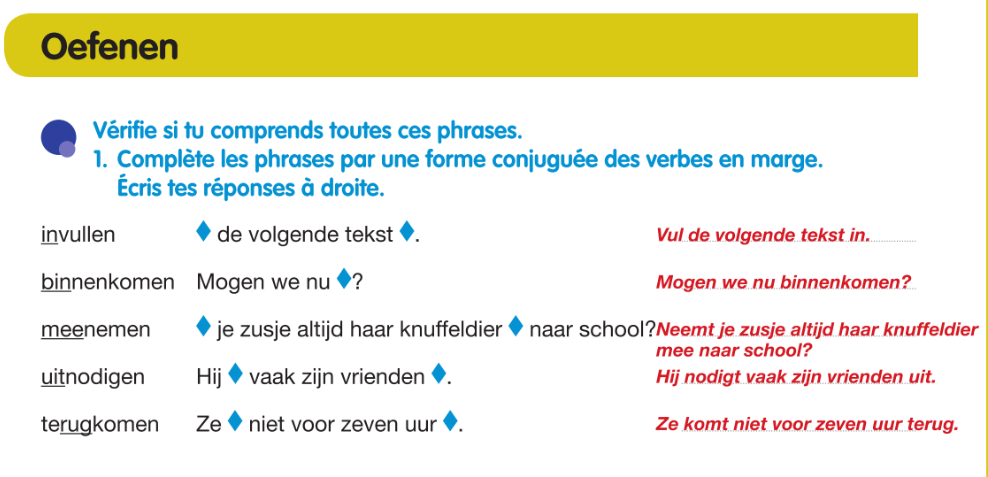 Oefenen
Vérifie si tu comprends toutes ces phrases.
1. Complète les phrases par une forme conjuguée des verbes en marge.
Écris tes réponses à droite.
invullen ♦ de volgende tekst ♦. Vul de volgende tekst in.
binnenkomen Mogen we nu ♦? Mogen we nu binnenkomen?
meenemen ♦ je zusje altijd haar knuffeldier ♦ naar school? Neemt je zusje altijd haar knuffeldier
mee naar school?
uitnodigen Hij ♦ vaak zijn vrienden ♦. Hij nodigt vaak zijn vrienden uit.
terugkomen Ze ♦ niet voor zeven uur ♦. Ze komt niet voor zeven uur terug.